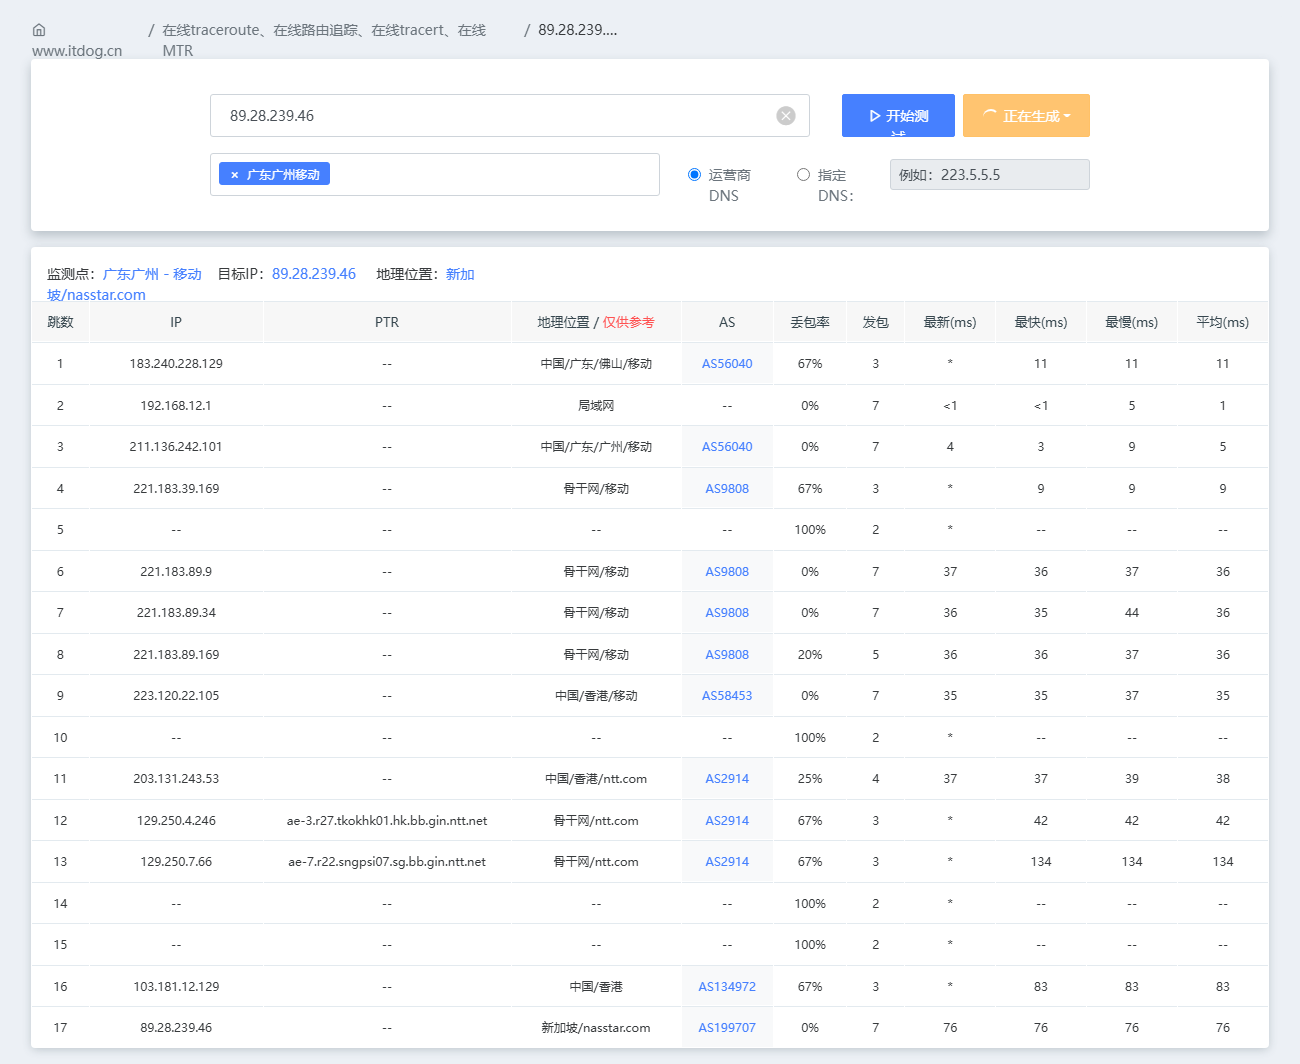 www.itdog.cn / 在线traceroute、在线路由追踪、在线tracert、在线MTR / 89.28.239....
89.28.239.46 开始测试 正在生成
× 广东广州移动 运营商DNS 指定DNS： 例如：223.5.5.5
监测点：广东广州 - 移动 目标IP：89.28.239.46 地理位置：新加
坡/nasstar.com
跳数 IP PTR 地理位置 / 仅供参考 AS 丢包率 发包 最新(ms) 最快(ms) 最慢(ms) 平均(ms)
1 183.240.228.129 -- 中国/广东/佛山/移动 AS56040 67% 3 * 11 11 11
2 192.168.12.1 -- 局域网 -- 0% 7 <1 <1 5 1
3 211.136.242.101 -- 中国/广东/广州/移动 AS56040 0% 7 4 3 9 5
4 221.183.39.169 -- 骨干网/移动 AS9808 67% 3 * 9 9 9
5 -- -- -- -- 100% 2 * -- -- --
6 221.183.89.9 -- 骨干网/移动 AS9808 0% 7 37 36 37 36
7 221.183.89.34 -- 骨干网/移动 AS9808 0% 7 36 35 44 36
8 221.183.89.169 -- 骨干网/移动 AS9808 20% 5 36 36 37 36
9 223.120.22.105 -- 中国/香港/移动 AS58453 0% 7 35 35 37 35
10 -- -- -- -- 100% 2 * -- -- --
11 203.131.243.53 -- 中国/香港/ntt.com AS2914 25% 4 37 37 39 38
12 129.250.4.246 ae-3.r27.tkokhk01.hk.bb.gin.ntt.net 骨干网/ntt.com AS2914 67% 3 * 42 42 42
13 129.250.7.66 ae-7.r22.sngpsi07.sg.bb.gin.ntt.net 骨干网/ntt.com AS2914 67% 3 * 134 134 134
14 -- -- -- -- 100% 2 * -- -- --
15 -- -- -- -- 100% 2 * -- -- --
16 103.181.12.129 -- 中国/香港 AS134972 67% 3 * 83 83 83
17 89.28.239.46 -- 新加坡/nasstar.com AS199707 0% 7 76 76 76 76